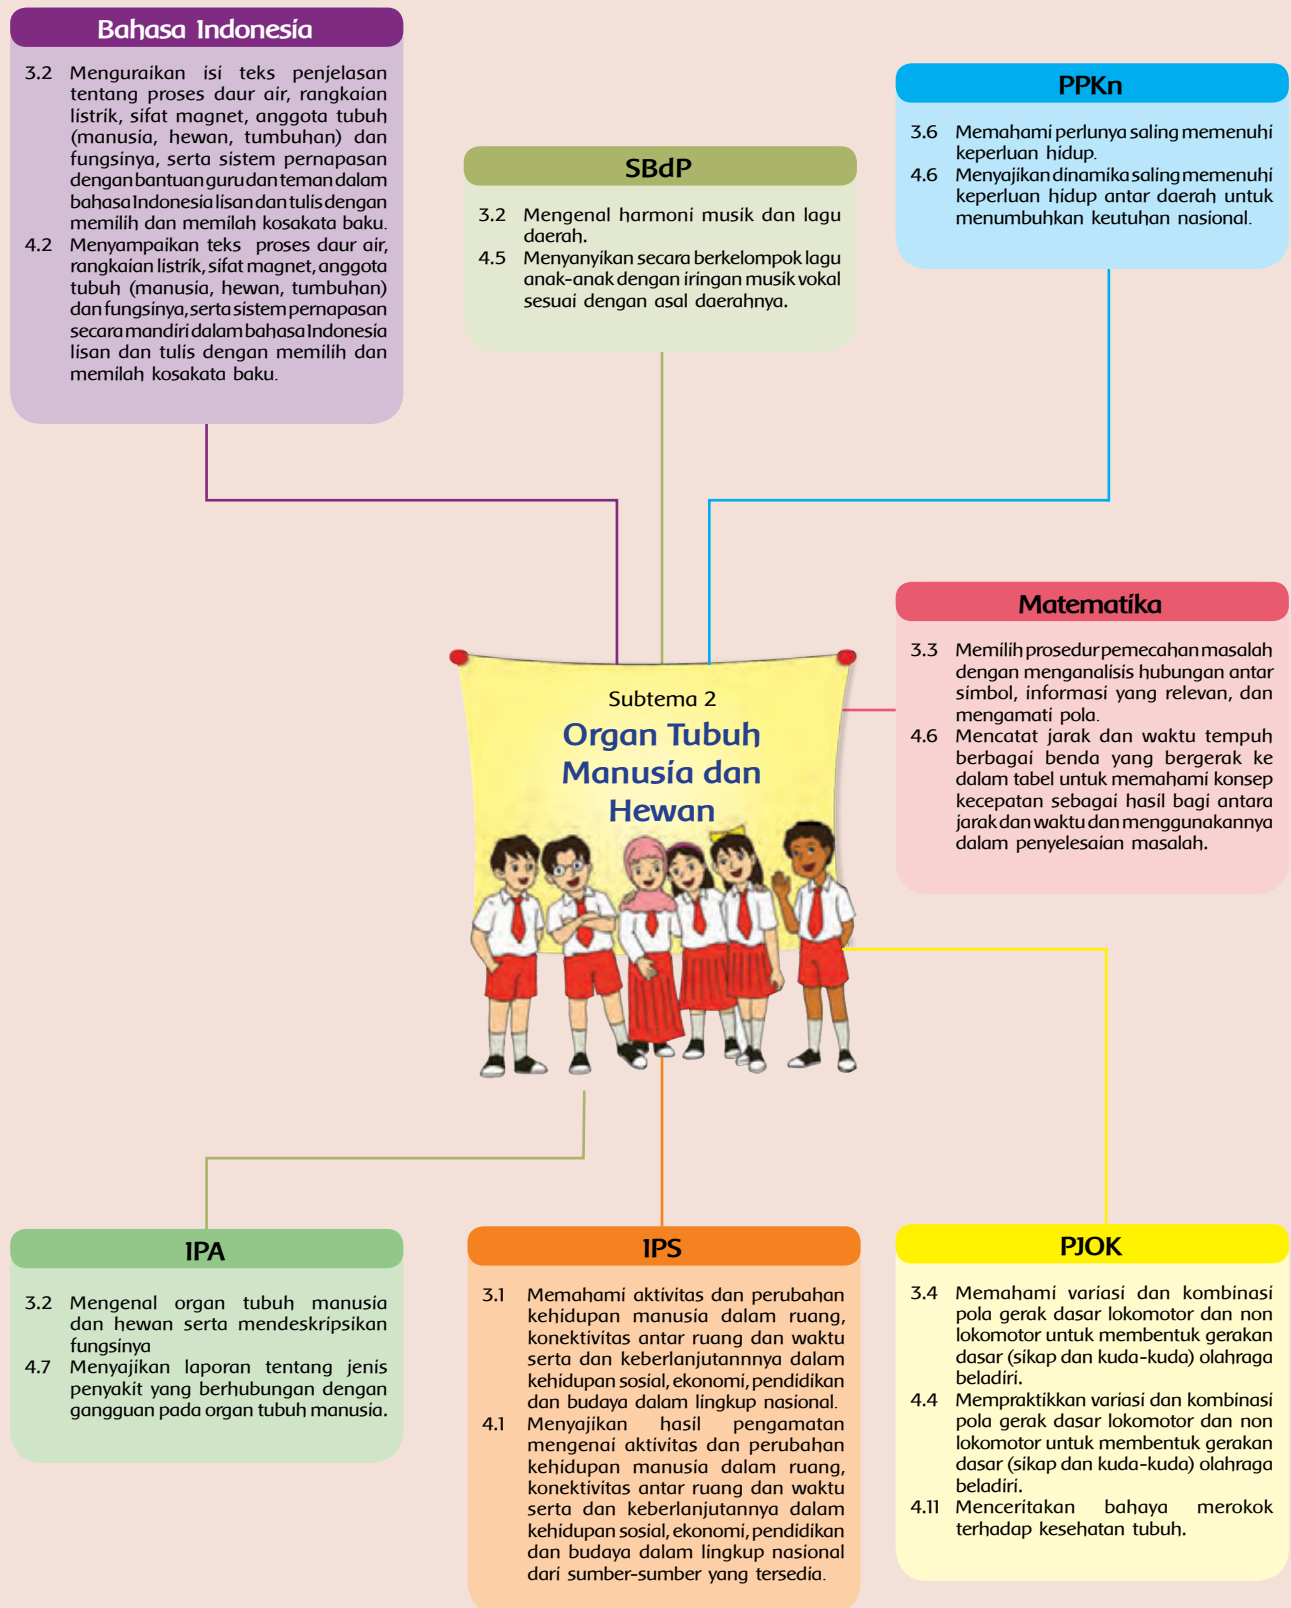 Bahasa Indonesia
3.2 Menguraikan isi teks penjelasan
tentang proses daur air, rangkaian
listrik, sifat magnet, anggota tubuh
(manusia, hewan, tumbuhan) dan
fungsinya, serta sistem pernapasan
dengan bantuan guru dan teman dalam
bahasa Indonesia lisan dan tulis dengan
memilih dan memilah kosakata baku.
4.2 Menyampaikan teks proses daur air,
rangkaian listrik, sifat magnet, anggota
tubuh (manusia, hewan, tumbuhan)
dan fungsinya, serta sistem pernapasan
secara mandiri dalam bahasa Indonesia
lisan dan tulis dengan memilih dan
memilah kosakata baku.
SBdP
3.2 Mengenal harmoni musik dan lagu
daerah.
4.5 Menyanyikan secara berkelompok lagu
anak-anak dengan iringan musik vokal
sesuai dengan asal daerahnya.
PPKn
3.6 Memahami perlunya saling memenuhi
keperluan hidup.
4.6 Menyajikan dinamika saling memenuhi
keperluan hidup antar daerah untuk
menumbuhkan keutuhan nasional.
Matematika
3.3 Memilih prosedur pemecahan masalah
dengan menganalisis hubungan antar
simbol, informasi yang relevan, dan
mengamati pola.
4.6 Mencatat jarak dan waktu tempuh
berbagai benda yang bergerak ke
dalam tabel untuk memahami konsep
kecepatan sebagai hasil bagi antara
jarak dan waktu dan menggunakannya
dalam penyelesaian masalah.
Subtema 2
Organ Tubuh
Manusia dan
Hewan
IPA
3.2 Mengenal organ tubuh manusia
dan hewan serta mendeskripsikan
fungsinya
4.7 Menyajikan laporan tentang jenis
penyakit yang berhubungan dengan
gangguan pada organ tubuh manusia.
IPS
3.1 Memahami aktivitas dan perubahan
kehidupan manusia dalam ruang,
konektivitas antar ruang dan waktu
serta dan keberlanjutannnya dalam
kehidupan sosial, ekonomi, pendidikan
dan budaya dalam lingkup nasional.
4.1 Menyajikan hasil pengamatan
mengenai aktivitas dan perubahan
kehidupan manusia dalam ruang,
konektivitas antar ruang dan waktu
serta dan keberlanjutannya dalam
kehidupan sosial, ekonomi, pendidikan
dan budaya dalam lingkup nasional
dari sumber-sumber yang tersedia.
PJOK
3.4 Memahami variasi dan kombinasi
pola gerak dasar lokomotor dan non
lokomotor untuk membentuk gerakan
dasar (sikap dan kuda-kuda) olahraga
beladiri.
4.4 Mempraktikkan variasi dan kombinasi
pola gerak dasar lokomotor dan non
lokomotor untuk membentuk gerakan
dasar (sikap dan kuda-kuda) olahraga
beladiri.
4.11 Menceritakan bahaya merokok
terhadap kesehatan tubuh.